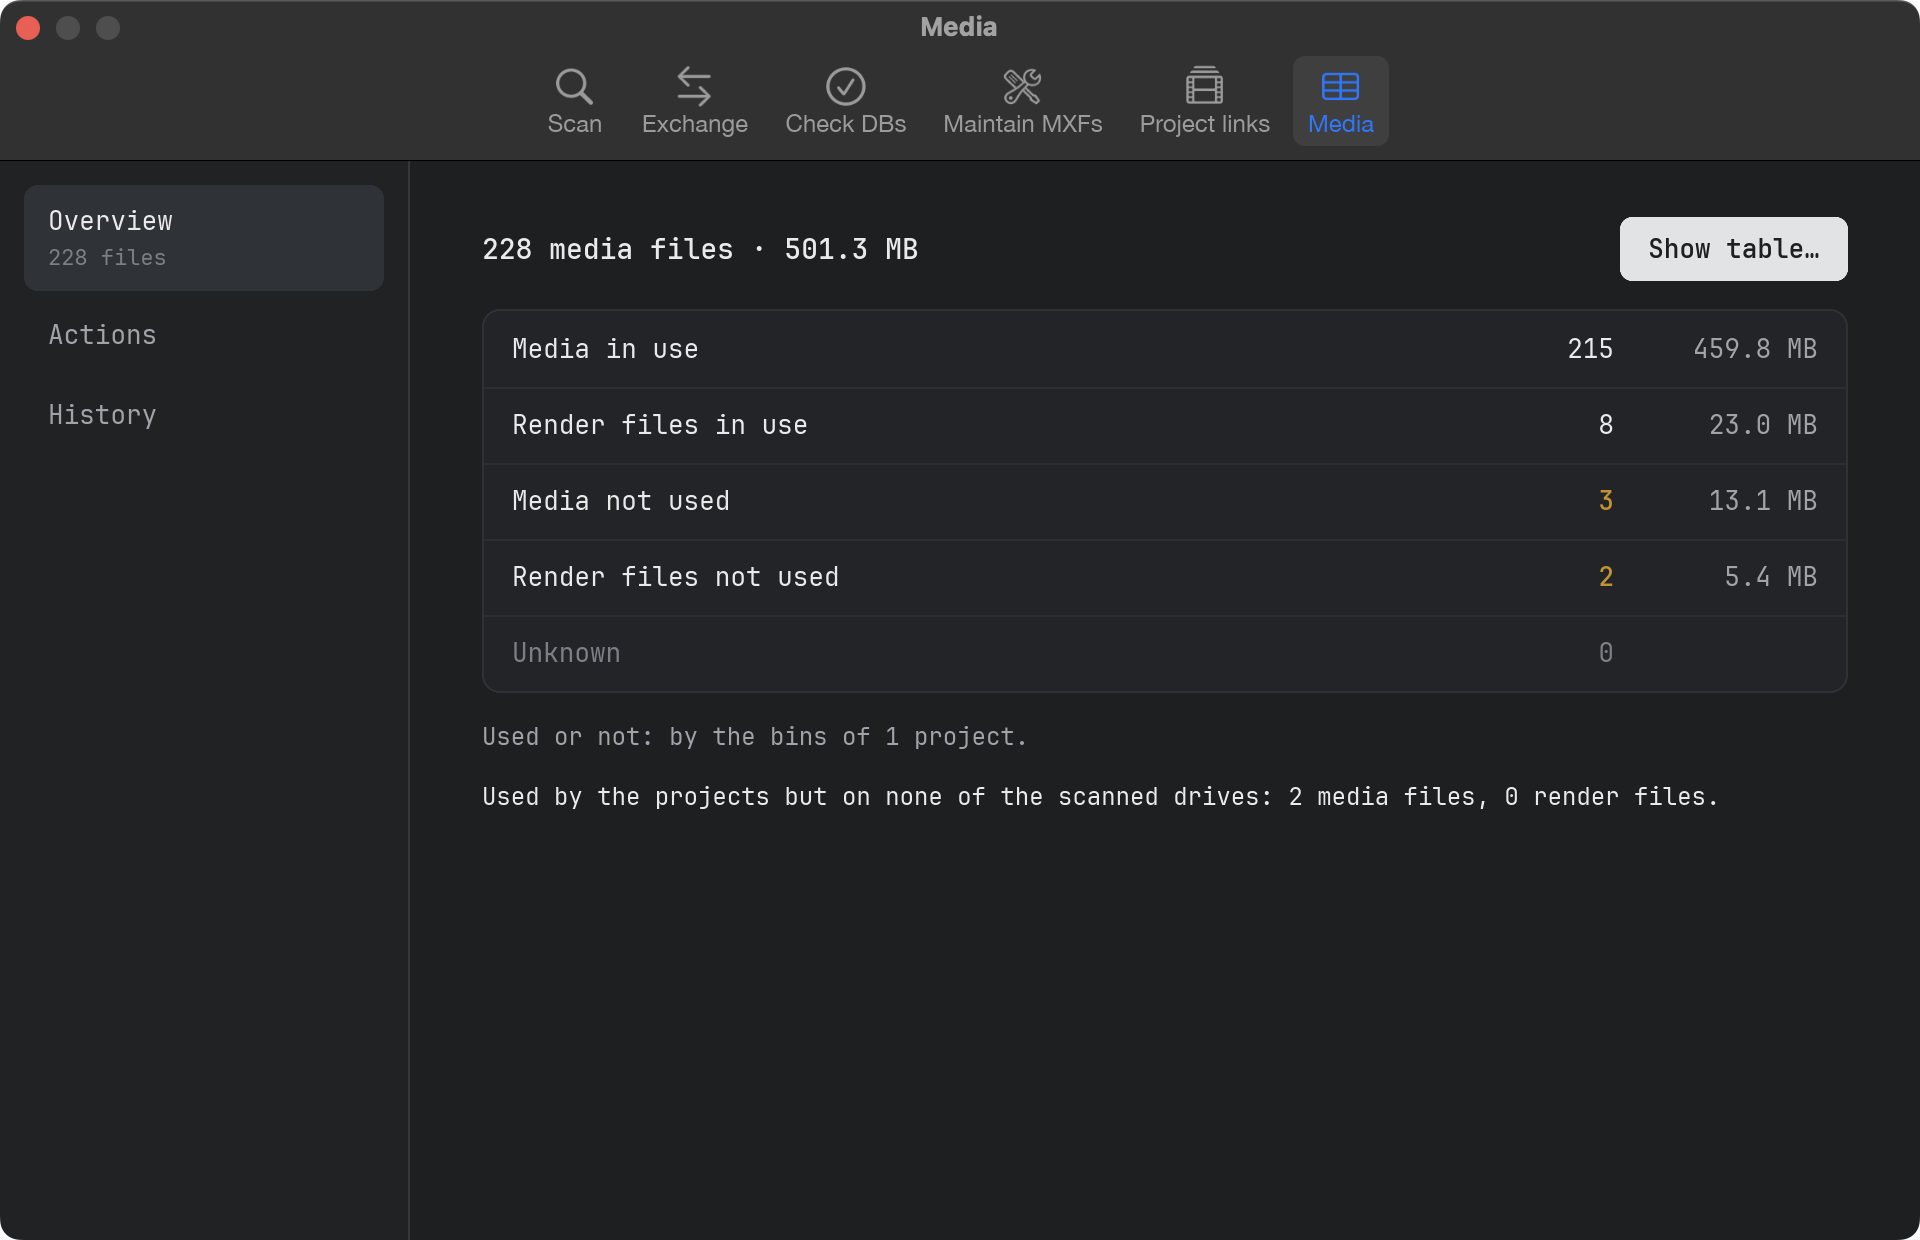 Media
Scan
Exchange
Check DBs
Maintain MXFs
Project links
Media
Overview
228 files
Actions
History
228 media files · 501.3 MB
Show table…
Media in use 215 459.8 MB
Render files in use 8 23.0 MB
Media not used 3 13.1 MB
Render files not used 2 5.4 MB
Unknown 0
Used or not: by the bins of 1 project.
Used by the projects but on none of the scanned drives: 2 media files, 0 render files.